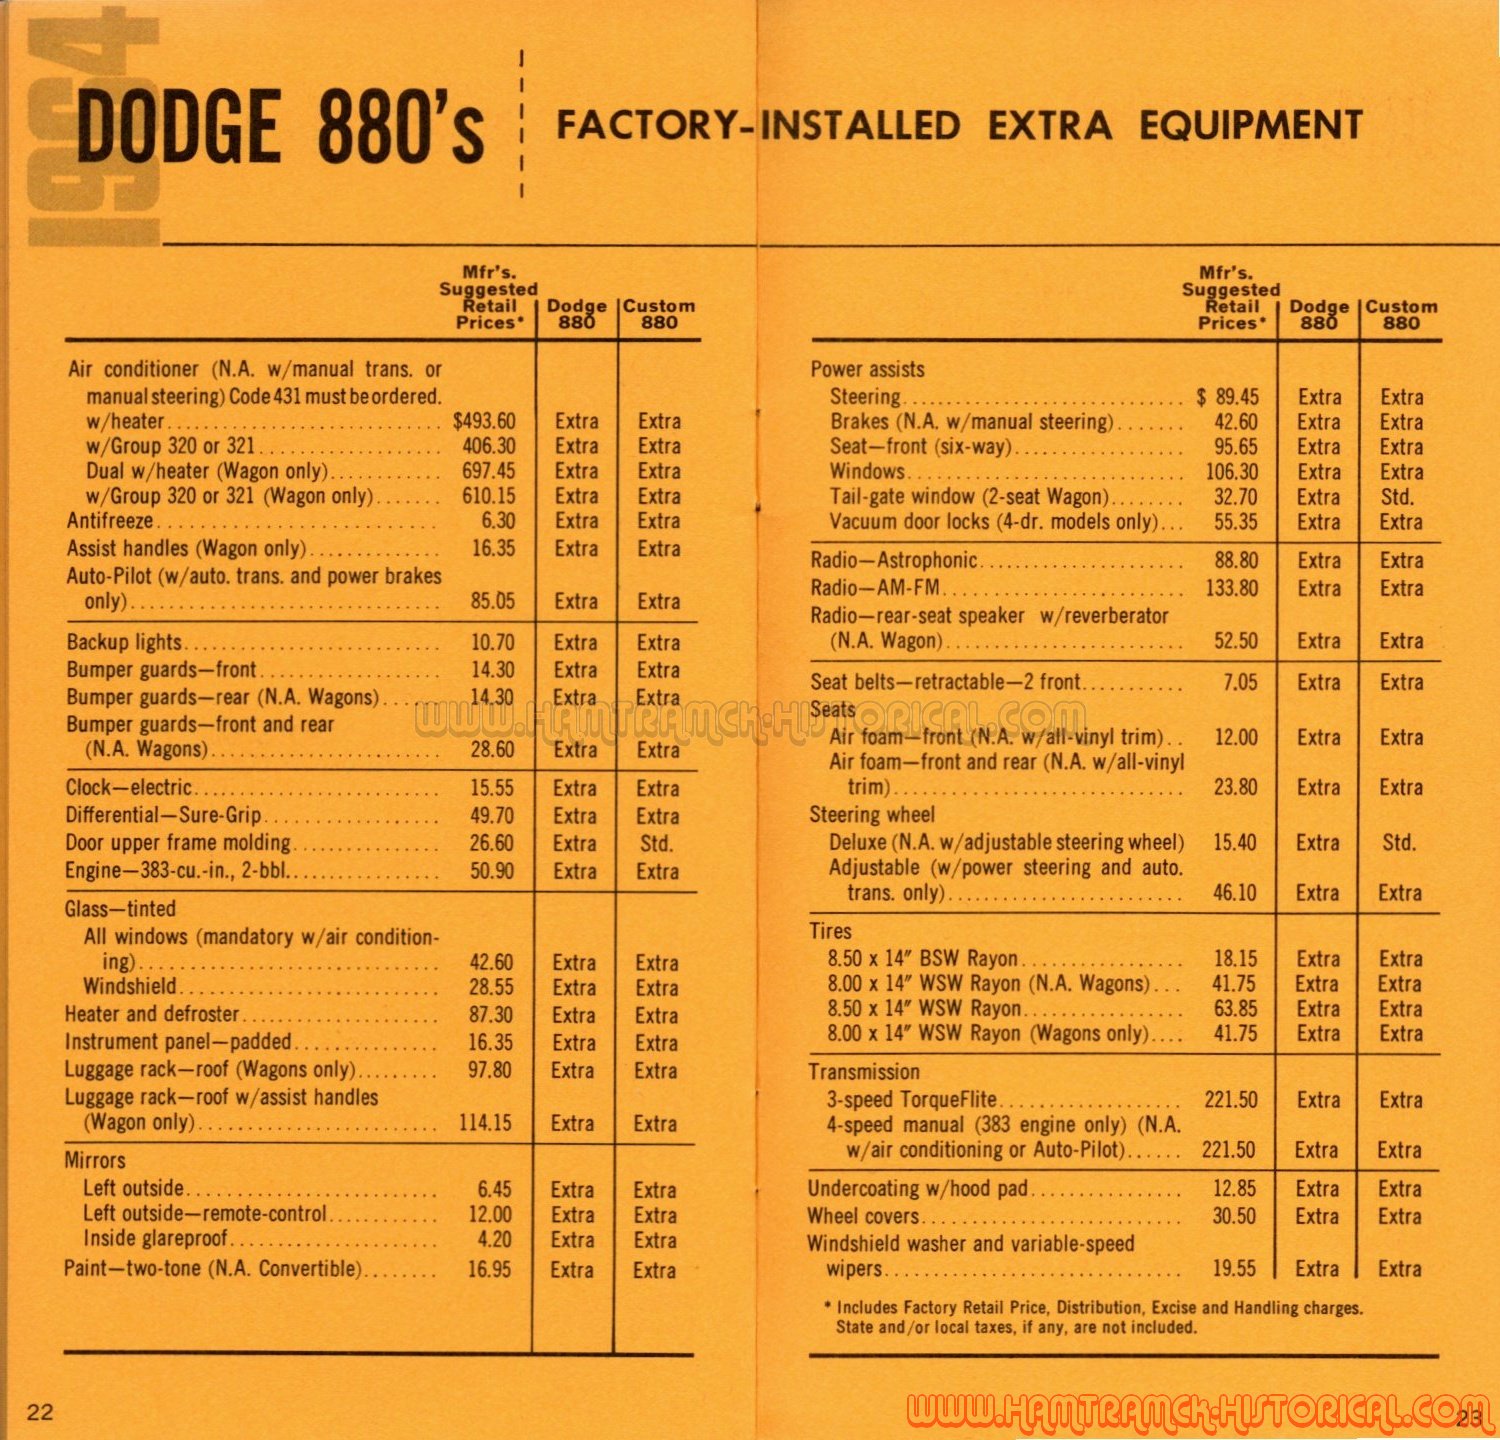 1964
DODGE 880's
FACTORY-INSTALLED EXTRA EQUIPMENT
Mfr's.
Suggested
Retail Dodge Custom
Prices* 880 880
Air conditioner (N.A. w/manual trans. or
manual steering) Code 431 must be ordered.
w/heater $493.60 Extra Extra
w/Group 320 or 321 406.30 Extra Extra
Dual w/heater (Wagon only) 697.45 Extra Extra
w/Group 320 or 321 (Wagon only) 610.15 Extra Extra
Antifreeze 6.30 Extra Extra
Assist handles (Wagon only) 16.35 Extra Extra
Auto-Pilot (w/auto. trans. and power brakes
only) 85.05 Extra Extra
Backup lights 10.70 Extra Extra
Bumper guards—front 14.30 Extra Extra
Bumper guards—rear (N.A. Wagons) 14.30 Extra Extra
Bumper guards—front and rear
(N.A. Wagons) 28.60 Extra Extra
Clock—electric 15.55 Extra Extra
Differential—Sure-Grip 49.70 Extra Extra
Door upper frame molding 26.60 Extra Std.
Engine—383-cu.-in., 2-bbl. 50.90 Extra Extra
Glass—tinted
All windows (mandatory w/air condition-
ing) 42.60 Extra Extra
Windshield 28.55 Extra Extra
Heater and defroster 87.30 Extra Extra
Instrument panel—padded 16.35 Extra Extra
Luggage rack—roof (Wagons only) 97.80 Extra Extra
Luggage rack—roof w/assist handles
(Wagon only) 114.15 Extra Extra
Mirrors
Left outside 6.45 Extra Extra
Left outside—remote-control 12.00 Extra Extra
Inside glareproof 4.20 Extra Extra
Paint—two-tone (N.A. Convertible) 16.95 Extra Extra
22
Mfr's.
Suggested
Retail Dodge Custom
Prices* 880 880
Power assists
Steering $ 89.45 Extra Extra
Brakes (N.A. w/manual steering) 42.60 Extra Extra
Seat—front (six-way) 95.65 Extra Extra
Windows 106.30 Extra Extra
Tail-gate window (2-seat Wagon) 32.70 Extra Std.
Vacuum door locks (4-dr. models only) 55.35 Extra Extra
Radio—Astrophonic 88.80 Extra Extra
Radio—AM-FM 133.80 Extra Extra
Radio—rear-seat speaker w/reverberator
(N.A. Wagon) 52.50 Extra Extra
Seat belts—retractable—2 front 7.05 Extra Extra
Seats
Air foam—front (N.A. w/all-vinyl trim) 12.00 Extra Extra
Air foam—front and rear (N.A. w/all-vinyl
trim) 23.80 Extra Extra
Steering wheel
Deluxe (N.A. w/adjustable steering wheel) 15.40 Extra Std.
Adjustable (w/power steering and auto.
trans. only) 46.10 Extra Extra
Tires
8.50 x 14″ BSW Rayon 18.15 Extra Extra
8.00 x 14″ WSW Rayon (N.A. Wagons) 41.75 Extra Extra
8.50 x 14″ WSW Rayon 63.85 Extra Extra
8.00 x 14″ WSW Rayon (Wagons only) 41.75 Extra Extra
Transmission
3-speed TorqueFlite 221.50 Extra Extra
4-speed manual (383 engine only) (N.A.
w/air conditioning or Auto-Pilot) 221.50 Extra Extra
Undercoating w/hood pad 12.85 Extra Extra
Wheel covers 30.50 Extra Extra
Windshield washer and variable-speed
wipers 19.55 Extra Extra
* Includes Factory Retail Price, Distribution, Excise and Handling charges.
State and/or local taxes, if any, are not included.
23
www.HAMTRAMCK-HISTORICAL.com
www.HAMTRAMCK-HISTORICAL.com